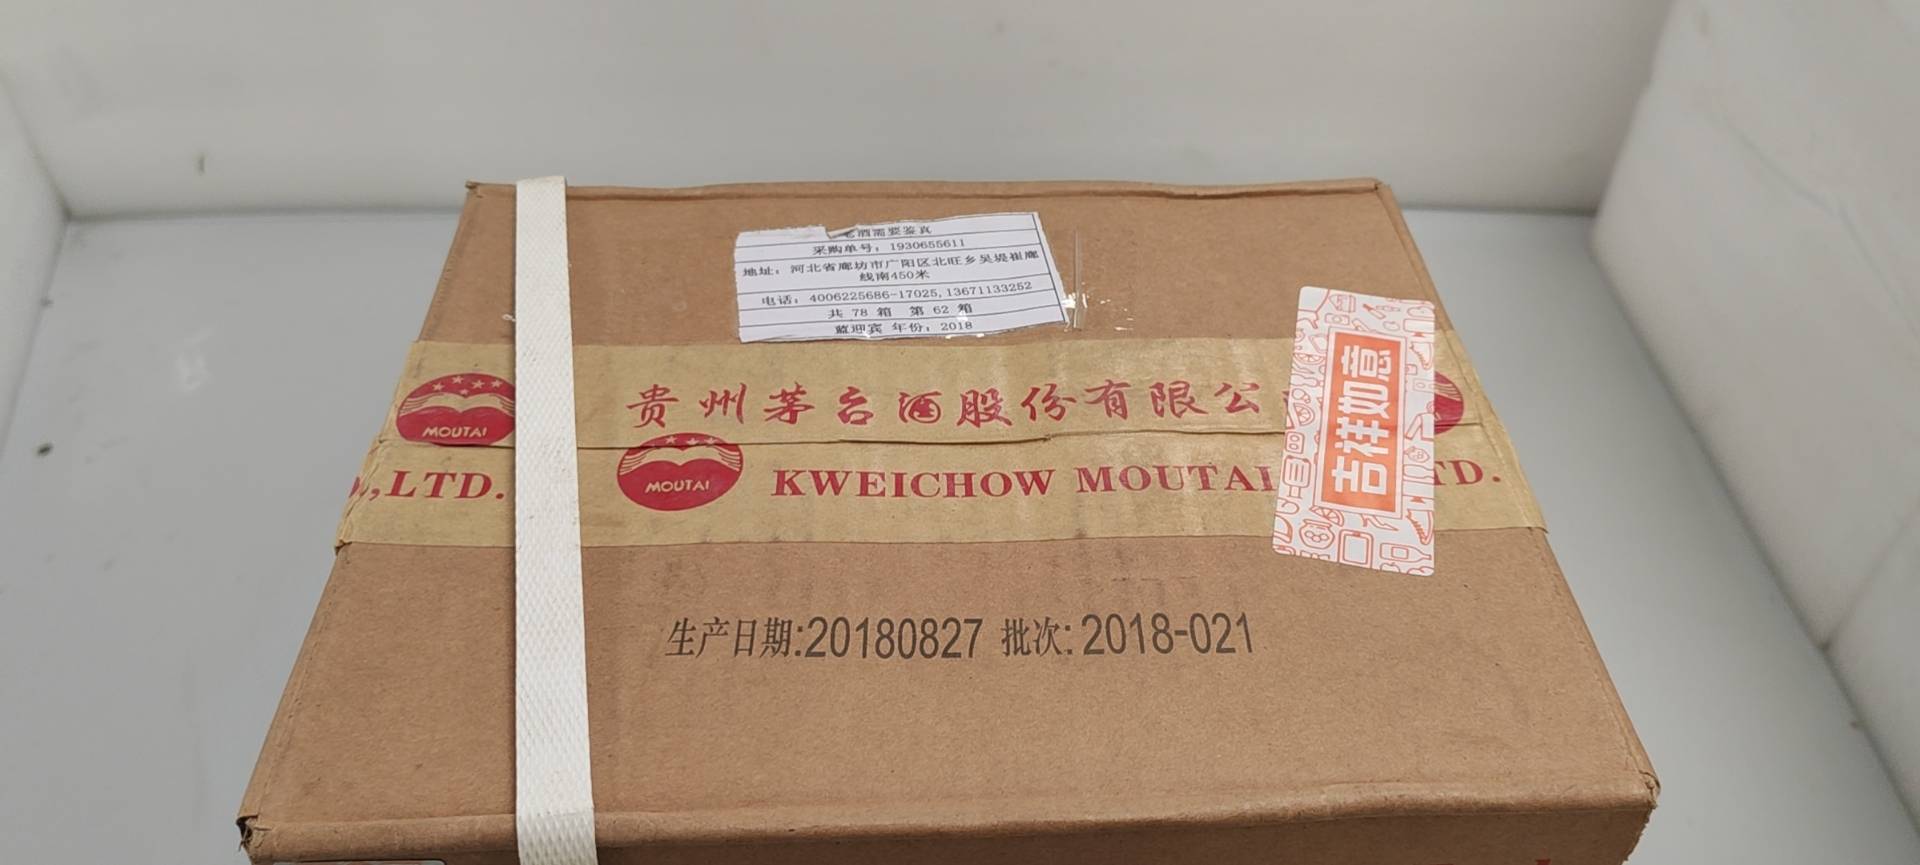 老酒需要鉴真
采购单号：1930655611
地址：河北省廊坊市广阳区北旺乡吴堤崔廊
线南450米
电话：4006225686-17025,13671133252
共 78 箱 第 62 箱
蓝迎宾 年份：2018
MOUTAI
贵州茅台酒股份有限公
吉祥如意
,LTD.
MOUTAI
KWEICHOW MOUTAI
TD.
生产日期:20180827 批次:2018-021